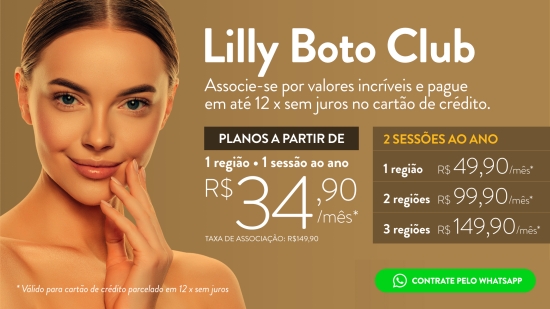 Lilly Boto Club
Associe-se por valores incríveis e pague
em até 12 x sem juros no cartão de crédito.
PLANOS A PARTIR DE
1 região • 1 sessão ao ano
R$ 34,90
/mês*
TAXA DE ASSOCIAÇÃO: R$149,90
2 SESSÕES AO ANO
1 região R$ 49,90/mês*
2 regiões R$ 99,90/mês*
3 regiões R$ 149,90/mês*
CONTRATE PELO WHATSAPP
* Válido para cartão de crédito parcelado em 12 x sem juros